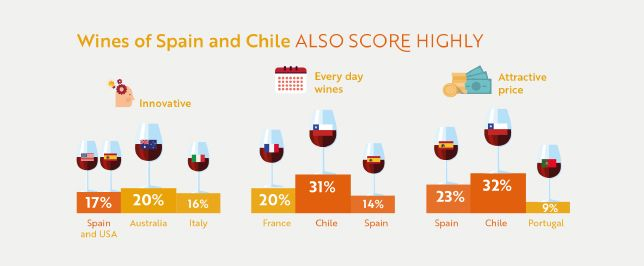 Wines of Spain and Chile ALSO SCORE HIGHLY
Innovative
17%
20%
16%
Spain
and USA
Australia
Italy
Every day
wines
20%
31%
14%
France
Chile
Spain
Attractive
price
23%
32%
9%
Spain
Chile
Portugal